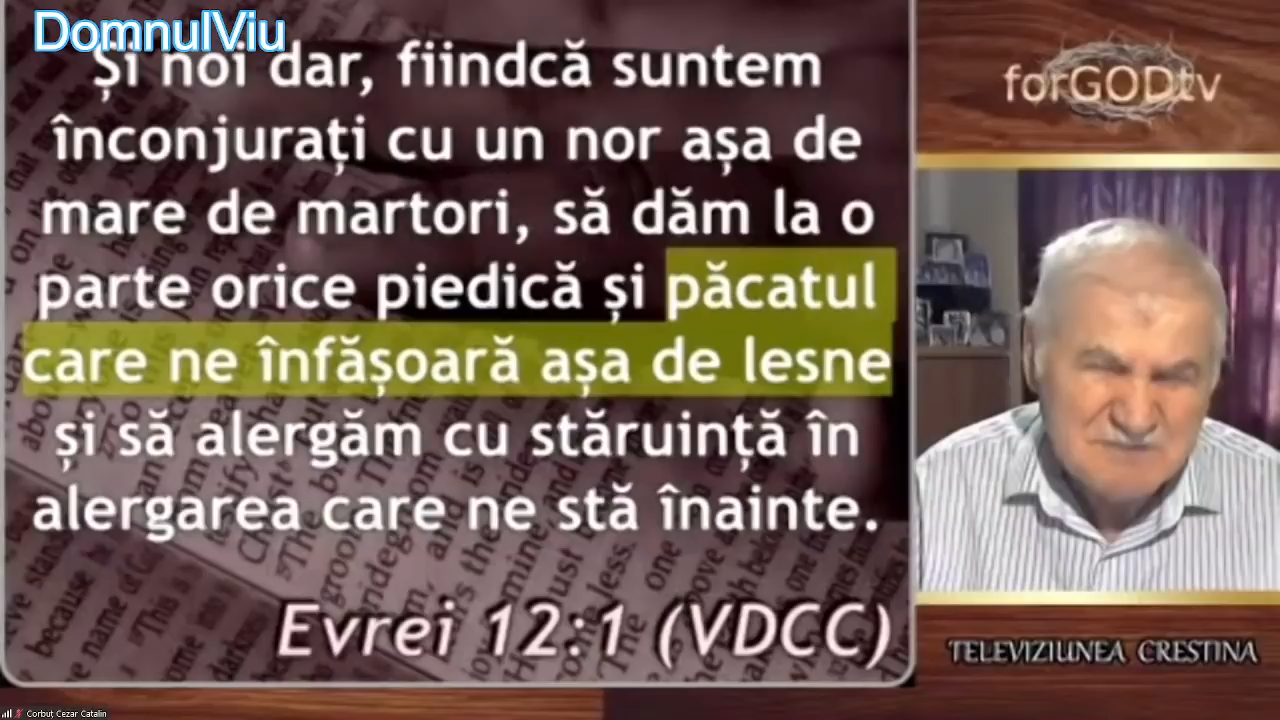 DomnulViu
Și noi dar, fiindcă suntem
înconjurați cu un nor așa de
mare de martori, să dăm la o
parte orice piedică și păcatul
care ne înfășoară așa de lesne
și să alergăm cu stăruință în
alergarea care ne stă înainte.
Evrei 12:1 (VDCC)
forGODtv
TELEVIZIUNEA CRESTINA
Corbuț Cezar Catalin